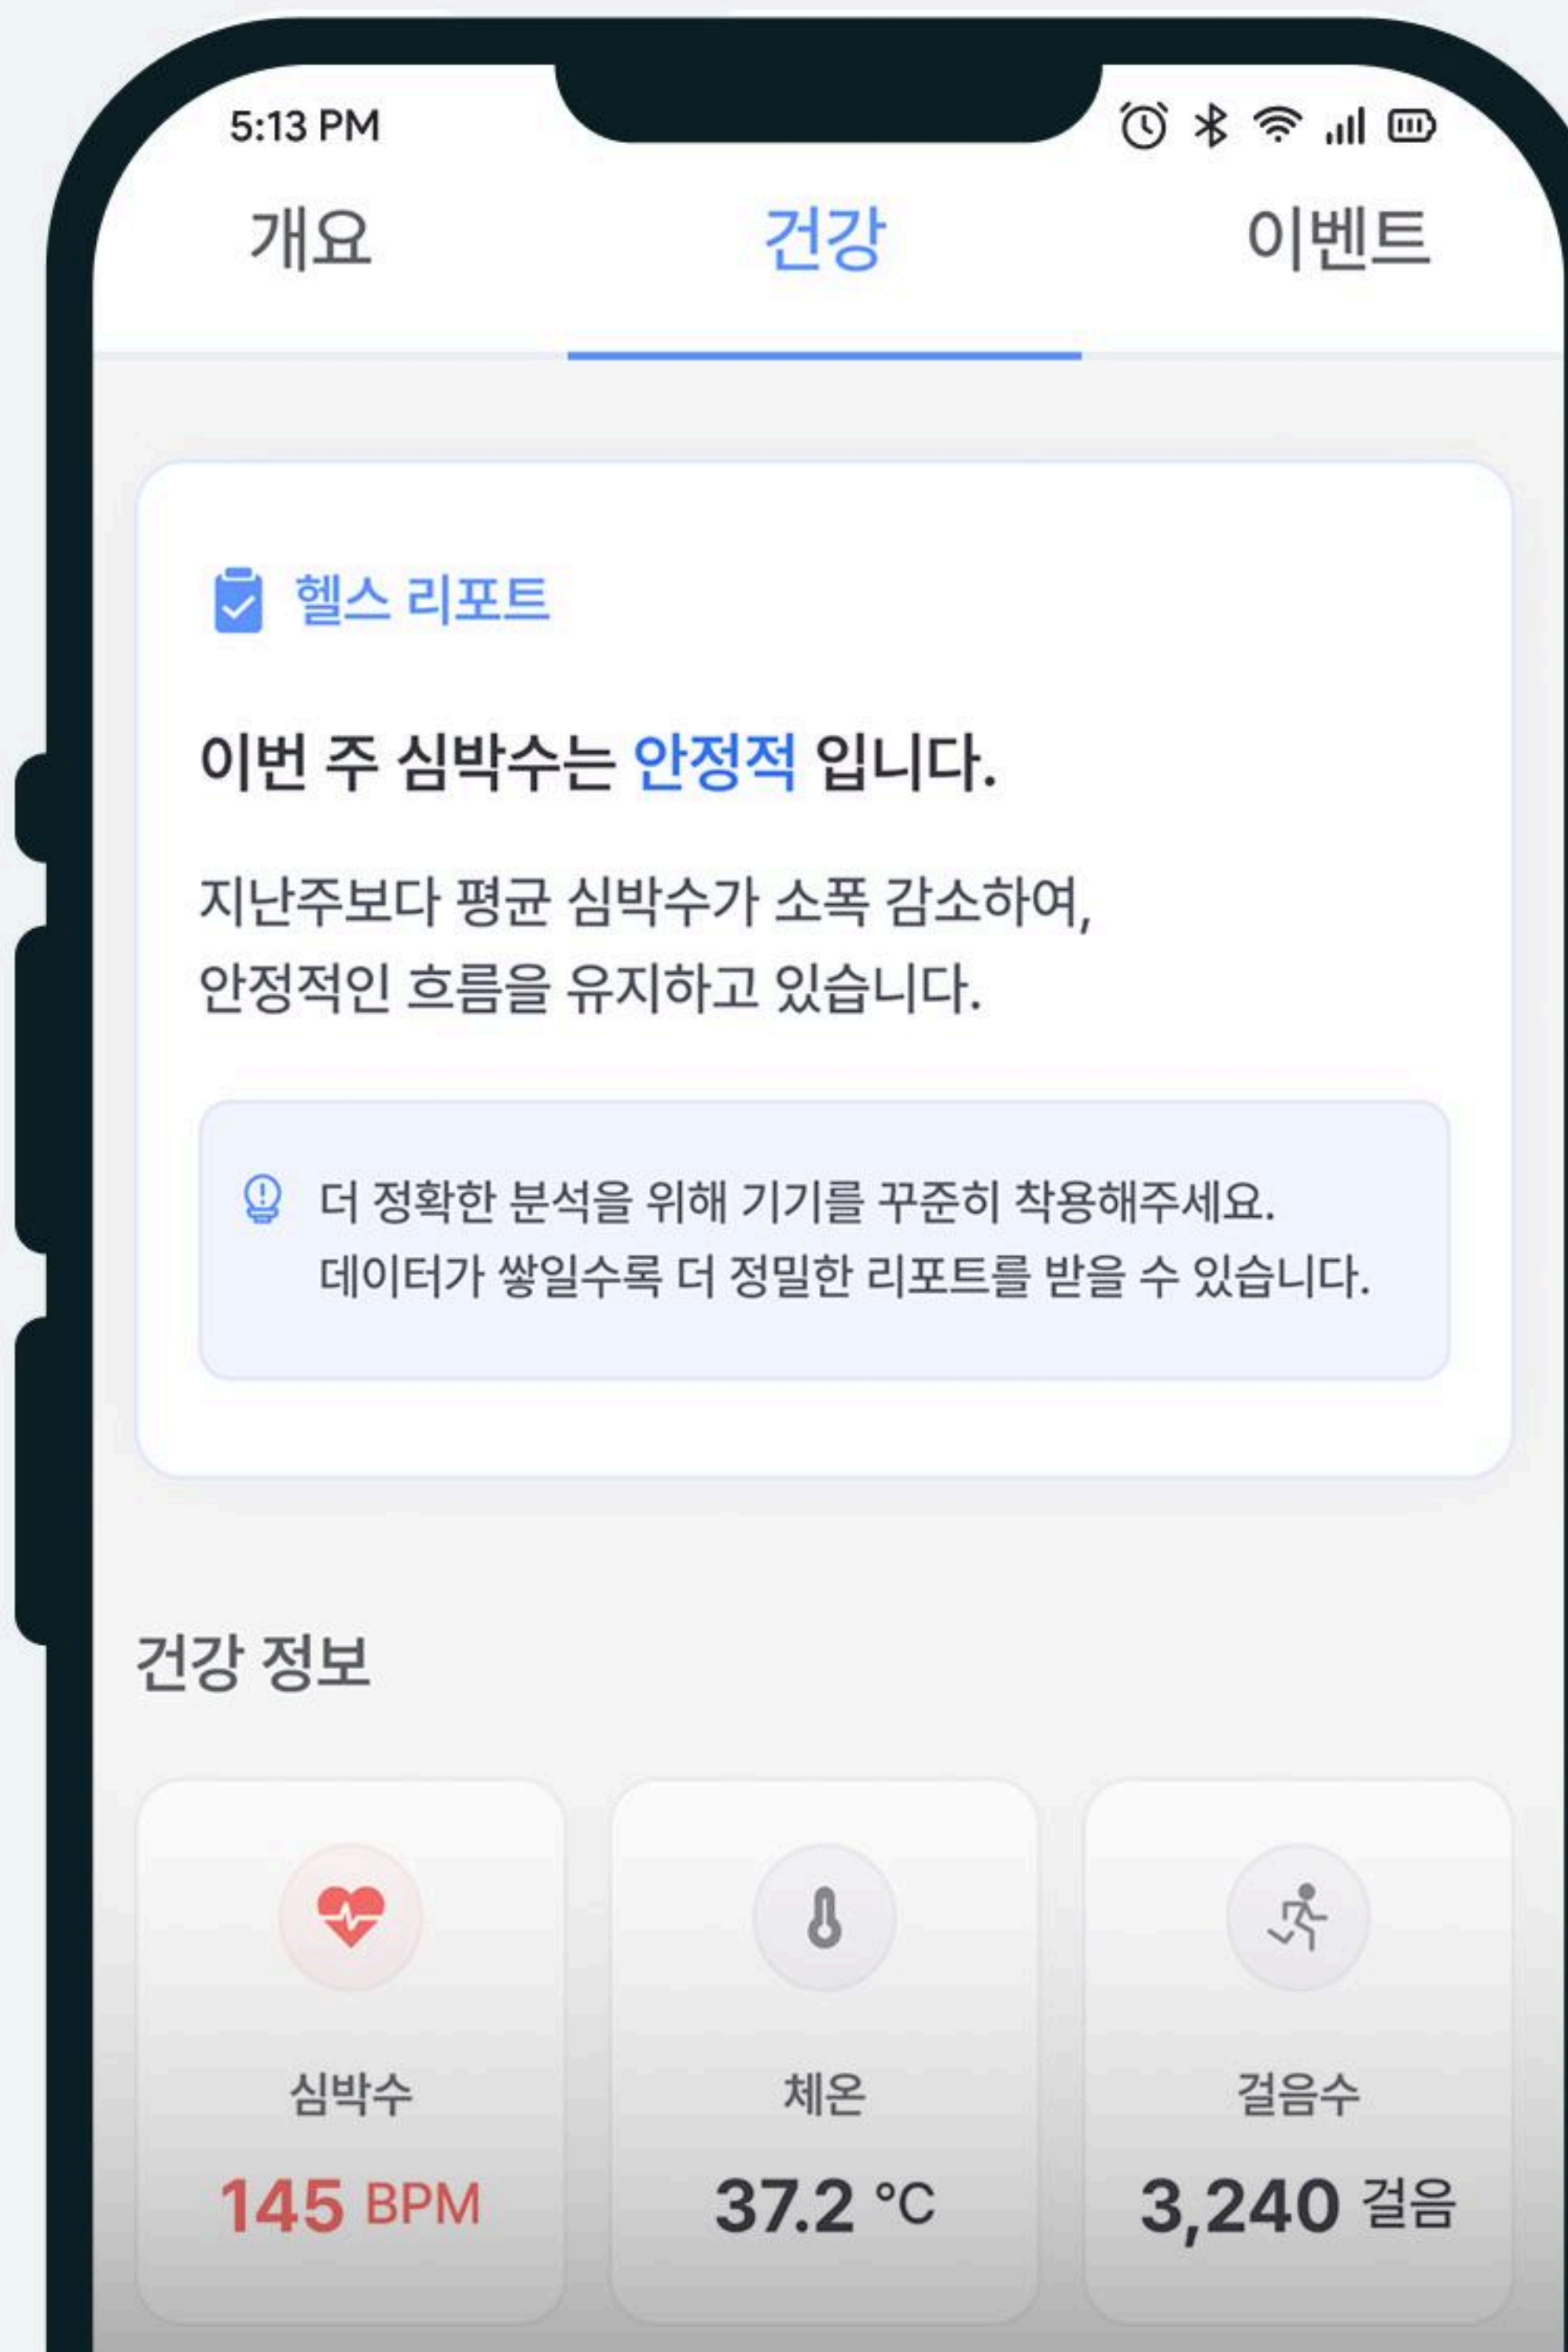 5:13 PM
개요 건강 이벤트
헬스 리포트
이번 주 심박수는 안정적 입니다.
지난주보다 평균 심박수가 소폭 감소하여,
안정적인 흐름을 유지하고 있습니다.
더 정확한 분석을 위해 기기를 꾸준히 착용해주세요.
데이터가 쌓일수록 더 정밀한 리포트를 받을 수 있습니다.
건강 정보
심박수 체온 걸음수
145 BPM 37.2 °C 3,240 걸음